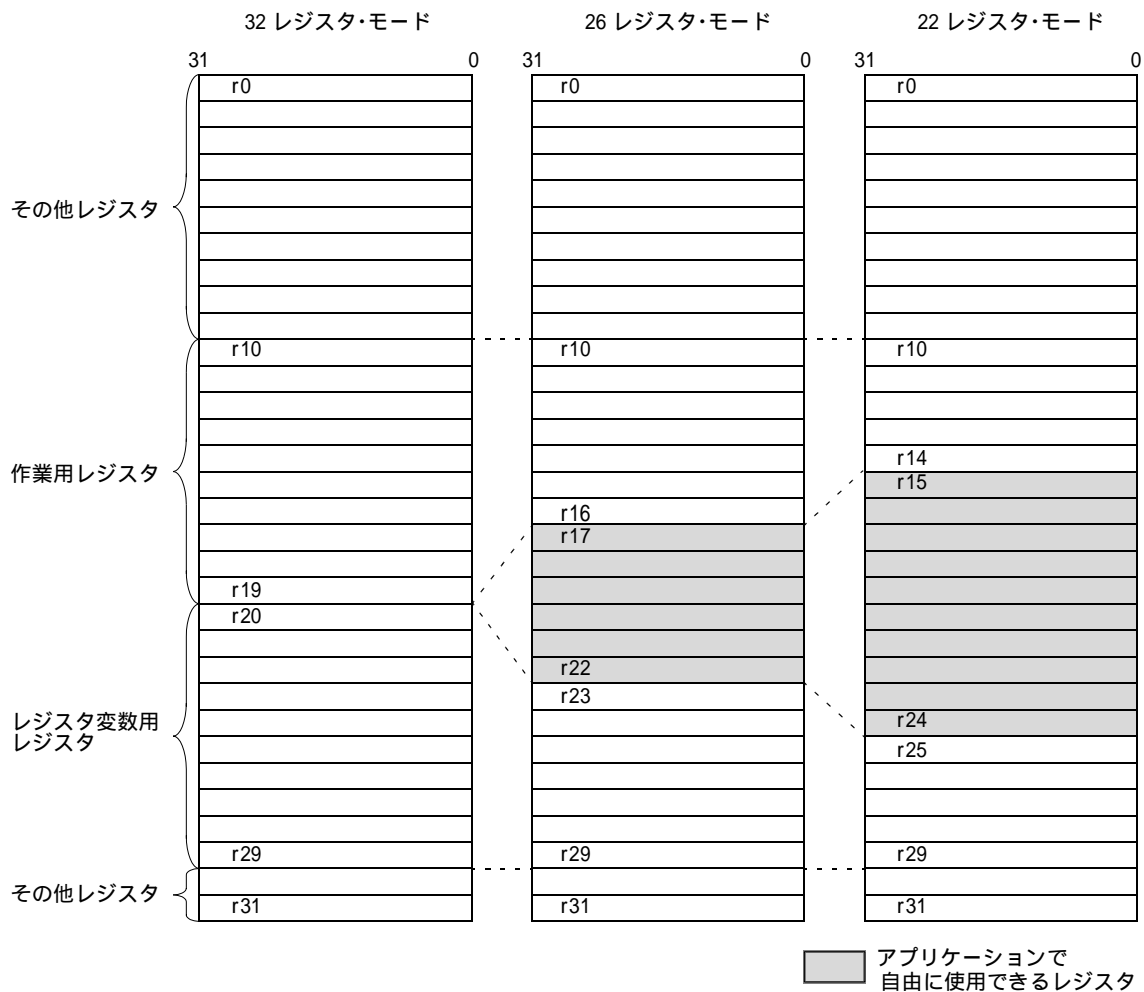 32 レジスタ・モード
26 レジスタ・モード
22 レジスタ・モード
31 0
31 0
31 0
r0
r0
r0
その他レジスタ
r10
r10
r10
作業用レジスタ
r14
r15
r16
r17
r19
r20
r22
r23
レジスタ変数用
レジスタ
r24
r25
r29
r29
r29
その他レジスタ
r31
r31
r31
アプリケーションで
自由に使用できるレジスタ